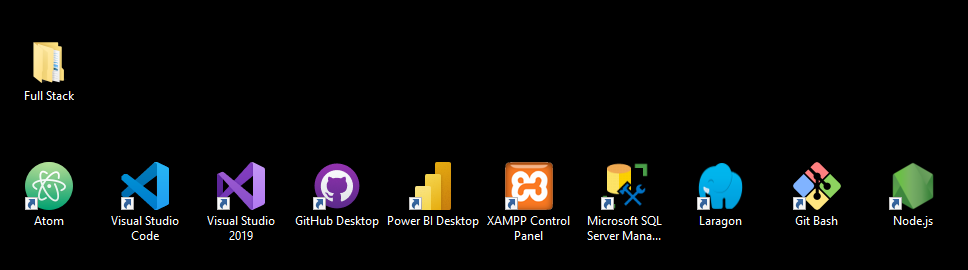 Full Stack
Atom
Visual Studio
Code
Visual Studio
2019
GitHub Desktop
Power BI Desktop
XAMPP Control
Panel
Microsoft SQL
Server Mana...
Laragon
Git Bash
Node.js